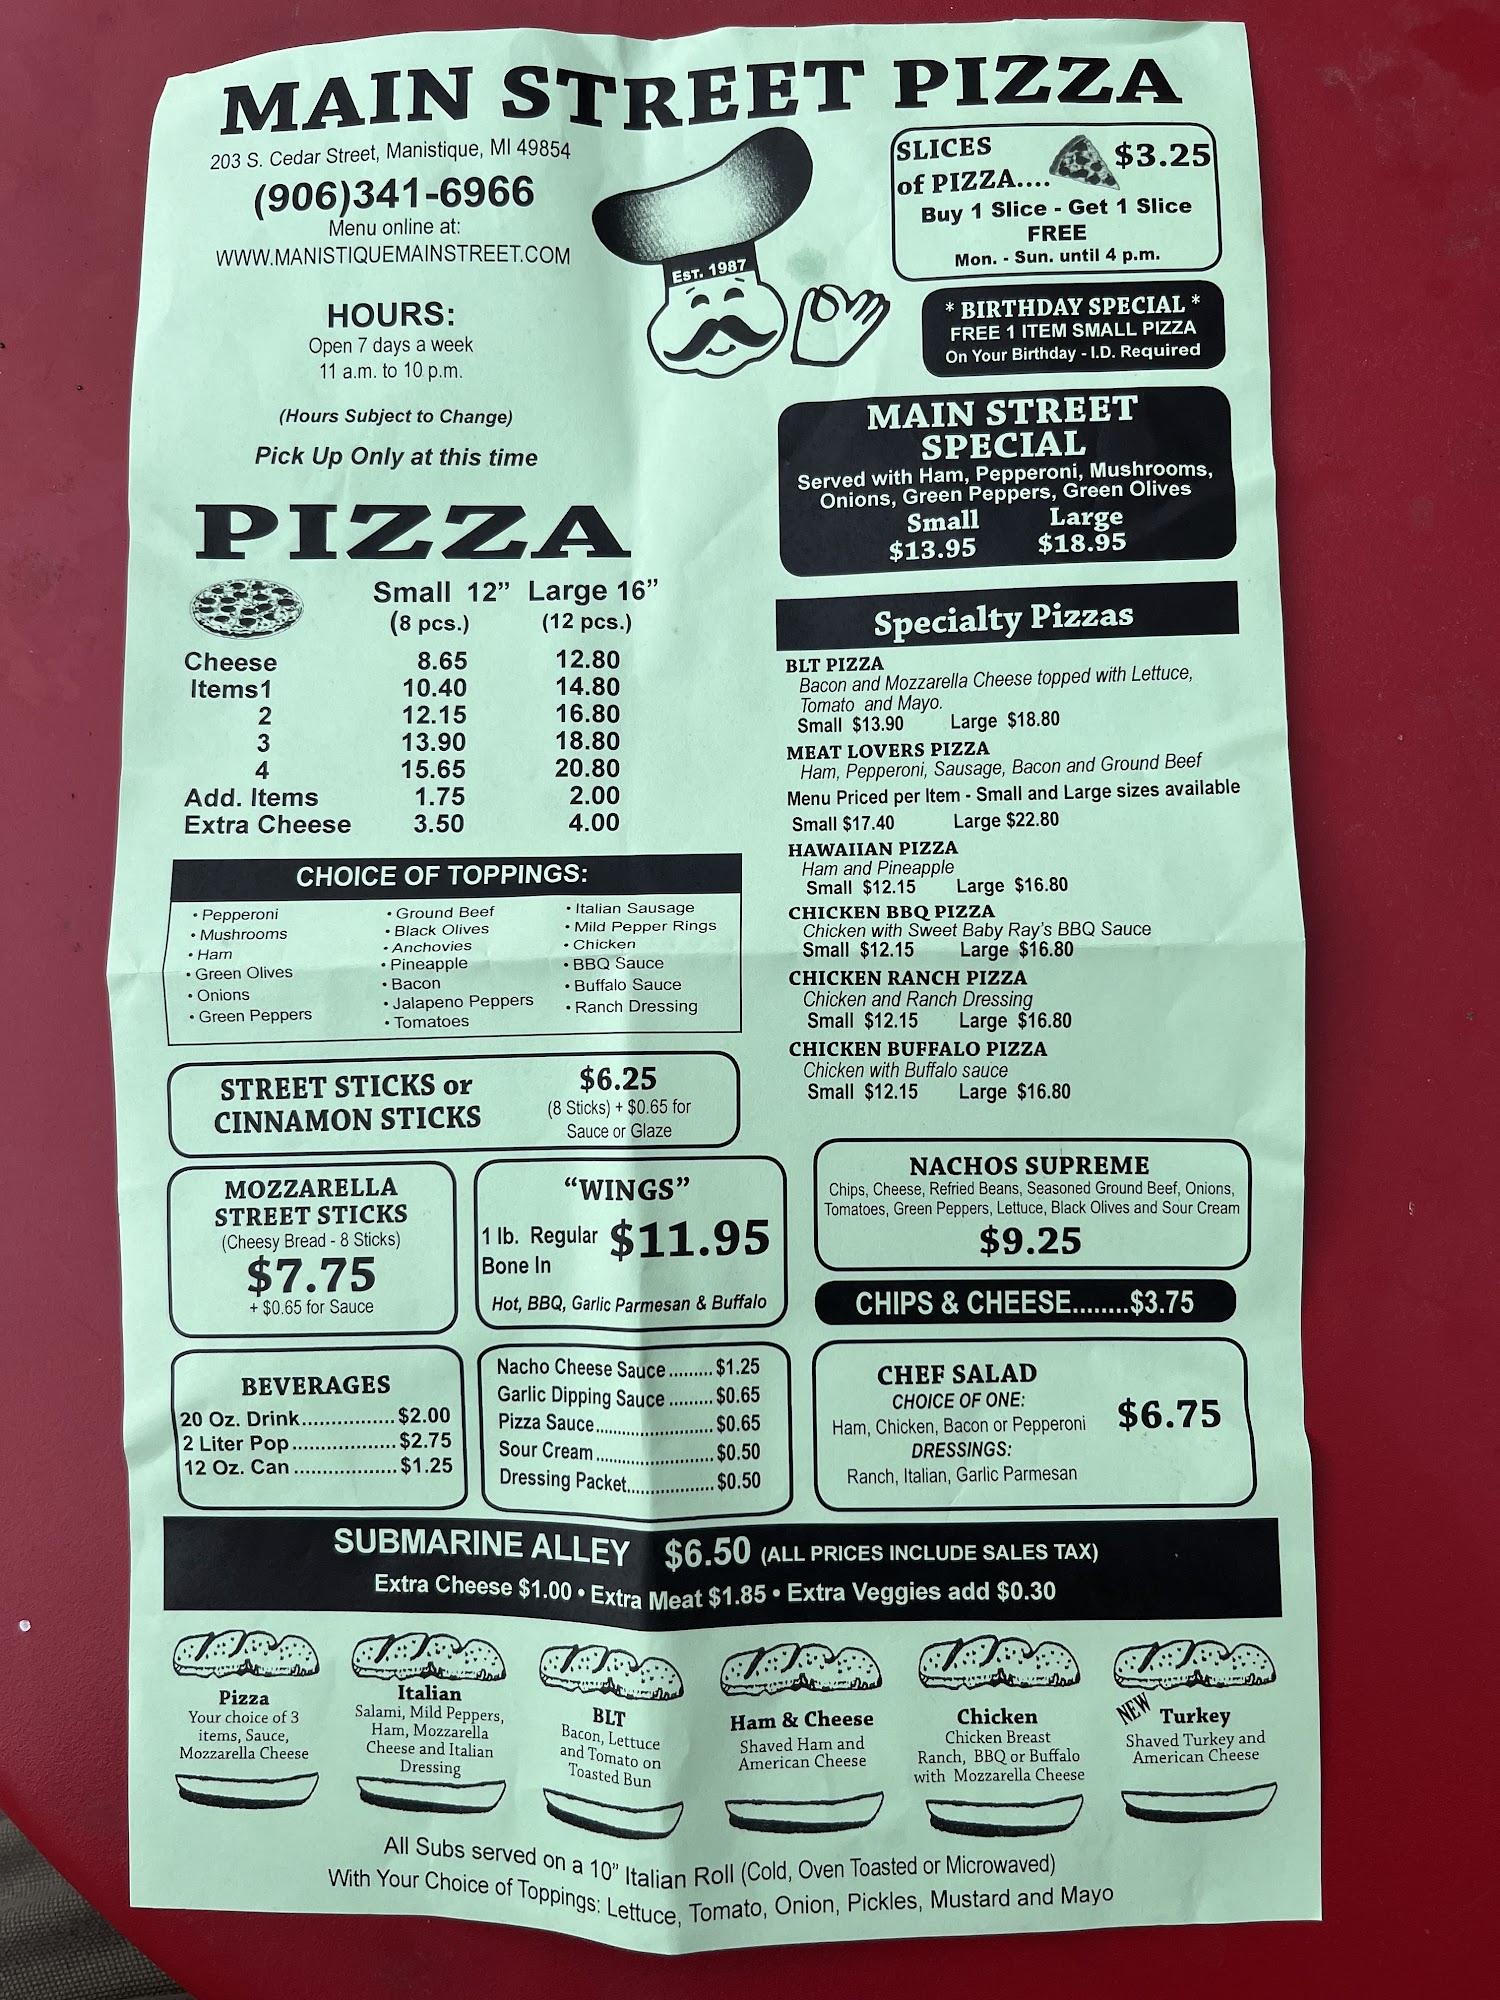 MAIN STREET PIZZA
203 S. Cedar Street, Manistique, MI 49854
(906)341-6966
Menu online at:
WWW.MANISTIQUEMAINSTREET.COM
HOURS:
Open 7 days a week
11 a.m. to 10 p.m.
(Hours Subject to Change)
Pick Up Only at this time
EST. 1987
SLICES
of PIZZA.... $3.25
Buy 1 Slice - Get 1 Slice
FREE
Mon. - Sun. until 4 p.m.
* BIRTHDAY SPECIAL *
FREE 1 ITEM SMALL PIZZA
On Your Birthday - I.D. Required
MAIN STREET
SPECIAL
Served with Ham, Pepperoni, Mushrooms,
Onions, Green Peppers, Green Olives
Small Large
$13.95 $18.95
PIZZA
Small 12” Large 16”
(8 pcs.) (12 pcs.)
Cheese 8.65 12.80
Items1 10.40 14.80
2 12.15 16.80
3 13.90 18.80
4 15.65 20.80
Add. Items 1.75 2.00
Extra Cheese 3.50 4.00
CHOICE OF TOPPINGS:
• Pepperoni
• Mushrooms
• Ham
• Green Olives
• Onions
• Green Peppers
• Ground Beef
• Black Olives
• Anchovies
• Pineapple
• Bacon
• Jalapeno Peppers
• Tomatoes
• Italian Sausage
• Mild Pepper Rings
• Chicken
• BBQ Sauce
• Buffalo Sauce
• Ranch Dressing
Specialty Pizzas
BLT PIZZA
Bacon and Mozzarella Cheese topped with Lettuce,
Tomato and Mayo.
Small $13.90 Large $18.80
MEAT LOVERS PIZZA
Ham, Pepperoni, Sausage, Bacon and Ground Beef
Menu Priced per Item - Small and Large sizes available
Small $17.40 Large $22.80
HAWAIIAN PIZZA
Ham and Pineapple
Small $12.15 Large $16.80
CHICKEN BBQ PIZZA
Chicken with Sweet Baby Ray's BBQ Sauce
Small $12.15 Large $16.80
CHICKEN RANCH PIZZA
Chicken and Ranch Dressing
Small $12.15 Large $16.80
CHICKEN BUFFALO PIZZA
Chicken with Buffalo sauce
Small $12.15 Large $16.80
STREET STICKS or
CINNAMON STICKS
$6.25
(8 Sticks) + $0.65 for
Sauce or Glaze
MOZZARELLA
STREET STICKS
(Cheesy Bread - 8 Sticks)
$7.75
+ $0.65 for Sauce
“WINGS”
1 lb. Regular
Bone In
$11.95
Hot, BBQ, Garlic Parmesan & Buffalo
NACHOS SUPREME
Chips, Cheese, Refried Beans, Seasoned Ground Beef, Onions,
Tomatoes, Green Peppers, Lettuce, Black Olives and Sour Cream
$9.25
CHIPS & CHEESE........$3.75
BEVERAGES
20 Oz. Drink................$2.00
2 Liter Pop..................$2.75
12 Oz. Can..................$1.25
Nacho Cheese Sauce.........$1.25
Garlic Dipping Sauce.........$0.65
Pizza Sauce........................$0.65
Sour Cream........................$0.50
Dressing Packet..................$0.50
CHEF SALAD
CHOICE OF ONE:
Ham, Chicken, Bacon or Pepperoni
DRESSINGS:
Ranch, Italian, Garlic Parmesan
$6.75
SUBMARINE ALLEY $6.50 (ALL PRICES INCLUDE SALES TAX)
Extra Cheese $1.00 • Extra Meat $1.85 • Extra Veggies add $0.30
Pizza
Your choice of 3
items, Sauce,
Mozzarella Cheese
Italian
Salami, Mild Peppers,
Ham, Mozzarella
Cheese and Italian
Dressing
BLT
Bacon, Lettuce
and Tomato on
Toasted Bun
Ham & Cheese
Shaved Ham and
American Cheese
Chicken
Chicken Breast
Ranch, BBQ or Buffalo
with Mozzarella Cheese
NEW
Turkey
Shaved Turkey and
American Cheese
All Subs served on a 10” Italian Roll (Cold, Oven Toasted or Microwaved)
With Your Choice of Toppings: Lettuce, Tomato, Onion, Pickles, Mustard and Mayo